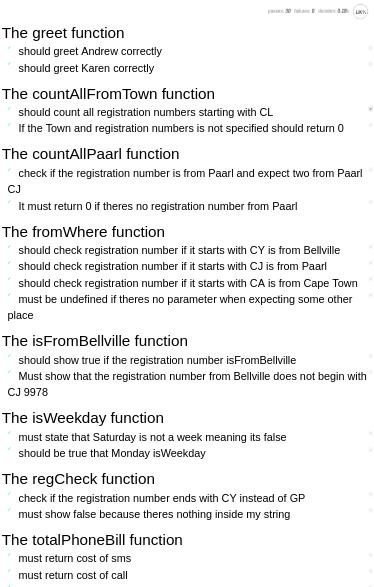 passes: 30 failures: 0 duration: 0.19s 100%
The greet function
should greet Andrew correctly
should greet Karen correctly
The countAllFromTown function
should count all registration numbers starting with CL
If the Town and registration numbers is not specified should return 0
The countAllPaarl function
check if the registration number is from Paarl and expect two from Paarl
CJ
It must return 0 if theres no registration number from Paarl
The fromWhere function
should check registration number if it starts with CY is from Bellville
should check registration number if it starts with CJ is from Paarl
should check registration number if it starts with CA is from Cape Town
must be undefined if theres no parameter when expecting some other
place
The isFromBellville function
should show true if the registration number isFromBellville
Must show that the registration number from Bellville does not begin with
CJ 9978
The isWeekday function
must state that Saturday is not a week meaning its false
should be true that Monday isWeekday
The regCheck function
check if the registration number ends with CY instead of GP
must show false because theres nothing inside my string
The totalPhoneBill function
must return cost of sms
must return cost of call